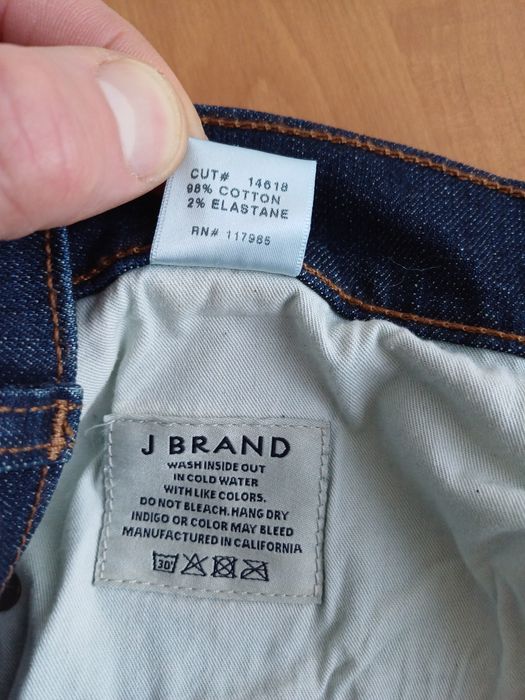 CUT# 14618
98% COTTON
2% ELASTANE
RN# 117985
J BRAND
WASH INSIDE OUT
IN COLD WATER
WITH LIKE COLORS.
DO NOT BLEACH. HANG DRY
INDIGO OR COLOR MAY BLEED
MANUFACTURED IN CALIFORNIA
30°